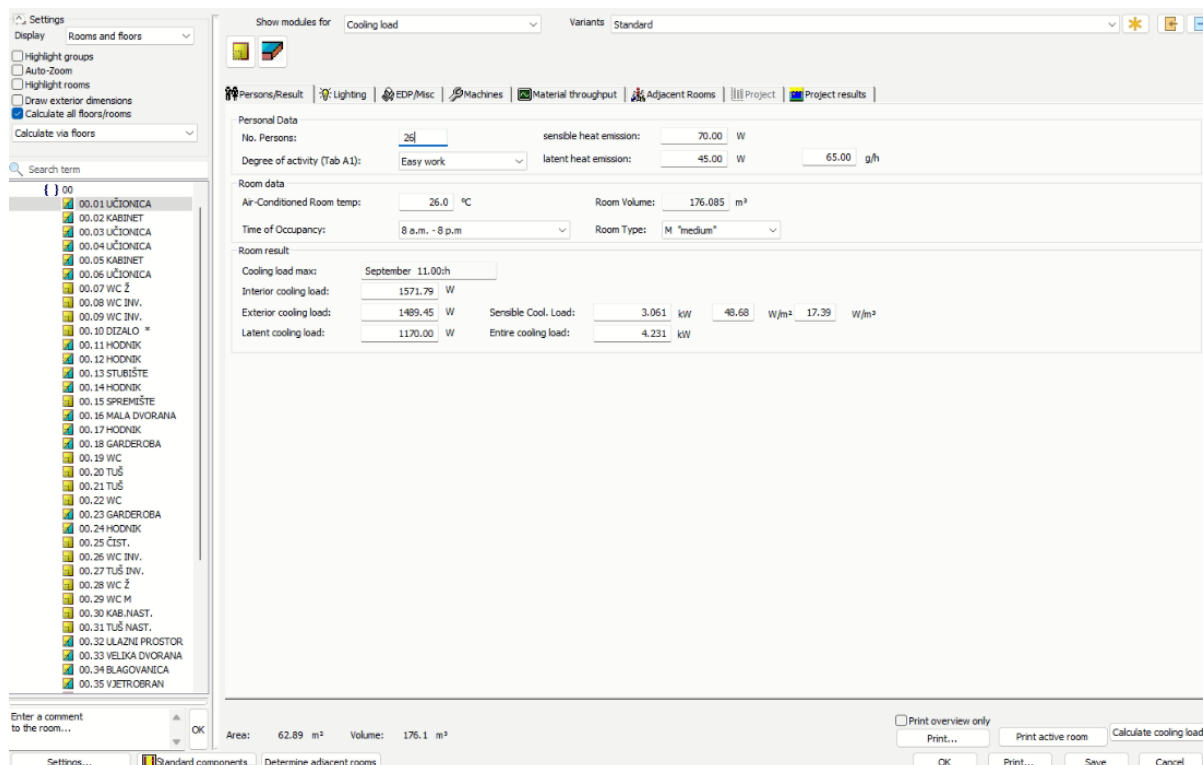 Settings
Display Rooms and floors
Highlight groups
Auto-Zoom
Highlight rooms
Draw exterior dimensions
Calculate all floors/rooms
Calculate via floors
Search term
{ } 00
00.01 UČIONICA
00.02 KABINET
00.03 UČIONICA
00.04 UČIONICA
00.05 KABINET
00.06 UČIONICA
00.07 WC Ž
00.08 WC INV.
00.09 WC INV.
00.10 DIZALO *
00.11 HODNIK
00.12 HODNIK
00.13 STUBIŠTE
00.14 HODNIK
00.15 SPREMIŠTE
00.16 MALA DVORANA
00.17 HODNIK
00.18 GARDEROBA
00.19 WC
00.20 TUŠ
00.21 TUŠ
00.22 WC
00.23 GARDEROBA
00.24 HODNIK
00.25 ČIST.
00.26 WC INV.
00.27 TUŠ INV.
00.28 WC Ž
00.29 WC M
00.30 KAB.NAST.
00.31 TUŠ NAST.
00.32 ULAZNI PROSTOR
00.33 VELIKA DVORANA
00.34 BLAGOVANICA
00.35 VJETROBRAN
Enter a comment
to the room...
OK
Show modules for Cooling load Variants Standard
Persons/Result Lighting EDP/Misc Machines Material throughput Adjacent Rooms Project Project results
Personal Data
No. Persons: 26 sensible heat emission: 70.00 W
Degree of activity (Tab A1): Easy work latent heat emission: 45.00 W 65.00 g/h
Room data
Air-Conditioned Room temp: 26.0 °C Room Volume: 176.085 m³
Time of Occupancy: 8 a.m. - 8 p.m Room Type: M "medium"
Room result
Cooling load max: September 11.00:h
Interior cooling load: 1571.79 W
Exterior cooling load: 1489.45 W Sensible Cool. Load: 3.061 kW 48.68 W/m² 17.39 W/m³
Latent cooling load: 1170.00 W Entire cooling load: 4.231 kW
Area: 62.89 m² Volume: 176.1 m³
Print overview only
Print... Print active room Calculate cooling load
Settings... Standard components Determine adjacent rooms OK Print... Save Cancel